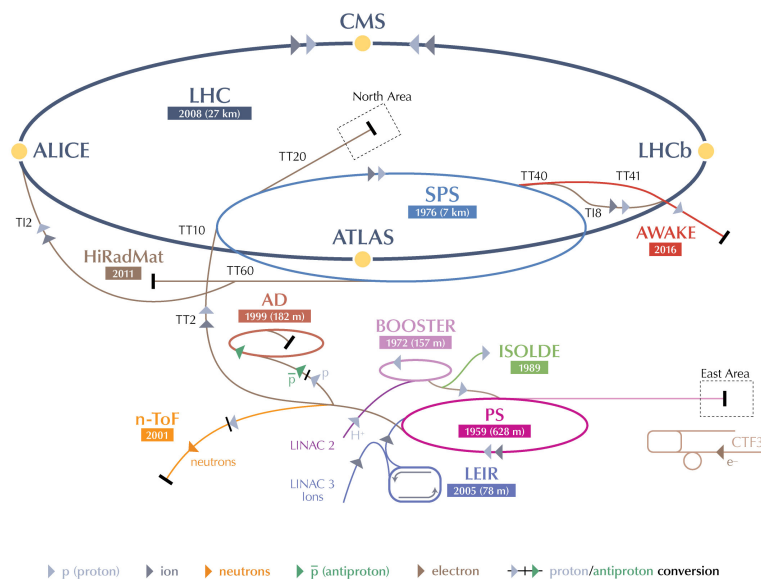 CMS
LHC
2008 (27 km)
North Area
ALICE
TT20
LHCb
TT40
TT41
SPS
1976 (7 km)
TI2
TT10
TI8
ATLAS
AWAKE
2016
HiRadMat
2011
TT60
AD
1999 (182 m)
TT2
BOOSTER
1972 (157 m)
ISOLDE
1989
p
p̅
East Area
n-ToF
2001
PS
1959 (628 m)
LINAC 2
H⁺
neutrons
CTF3
e⁻
LINAC 3
Ions
LEIR
2005 (78 m)
p (proton)
ion
neutrons
p̅ (antiproton)
electron
proton/antiproton conversion